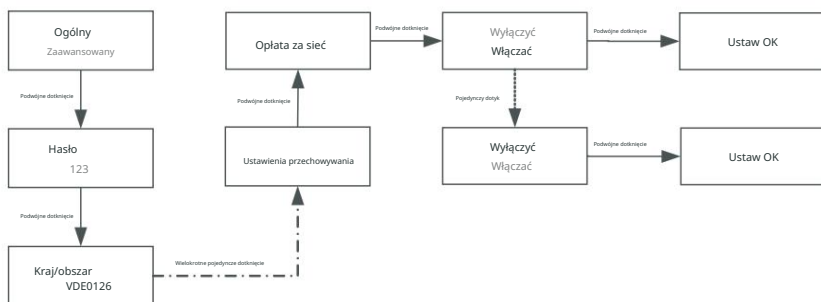 Ogólny
Zaawansowany
Podwójne dotknięcie
Hasło
123
Podwójne dotknięcie
Kraj/obszar
VDE0126
Wielokrotne pojedyncze dotknięcie
Ustawienia przechowywania
Podwójne dotknięcie
Opłata za sieć
Podwójne dotknięcie
Wyłączyć
Włączać
Podwójne dotknięcie
Ustaw OK
Pojedynczy dotyk
Wyłączyć
Włączać
Podwójne dotknięcie
Ustaw OK